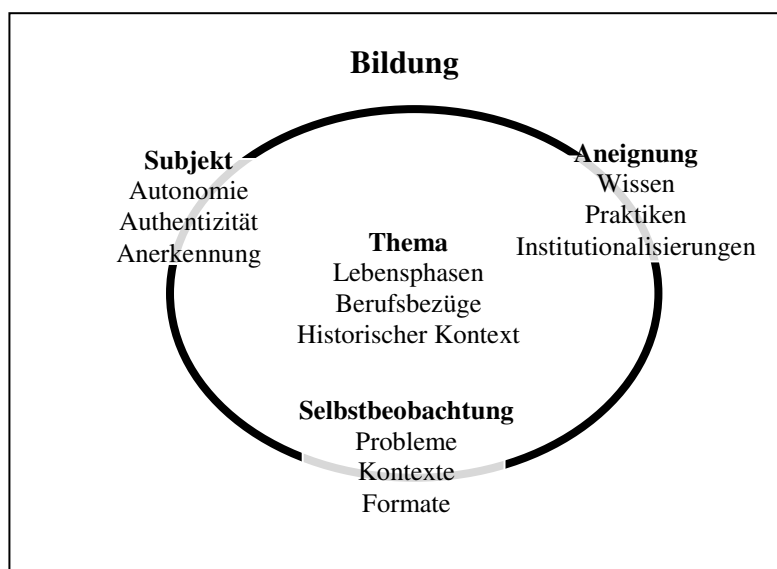 Bildung
Subjekt
Autonomie
Authentizität
Anerkennung
Aneignung
Wissen
Praktiken
Institutionalisierungen
Thema
Lebensphasen
Berufsbezüge
Historischer Kontext
Selbstbeobachtung
Probleme
Kontexte
Formate